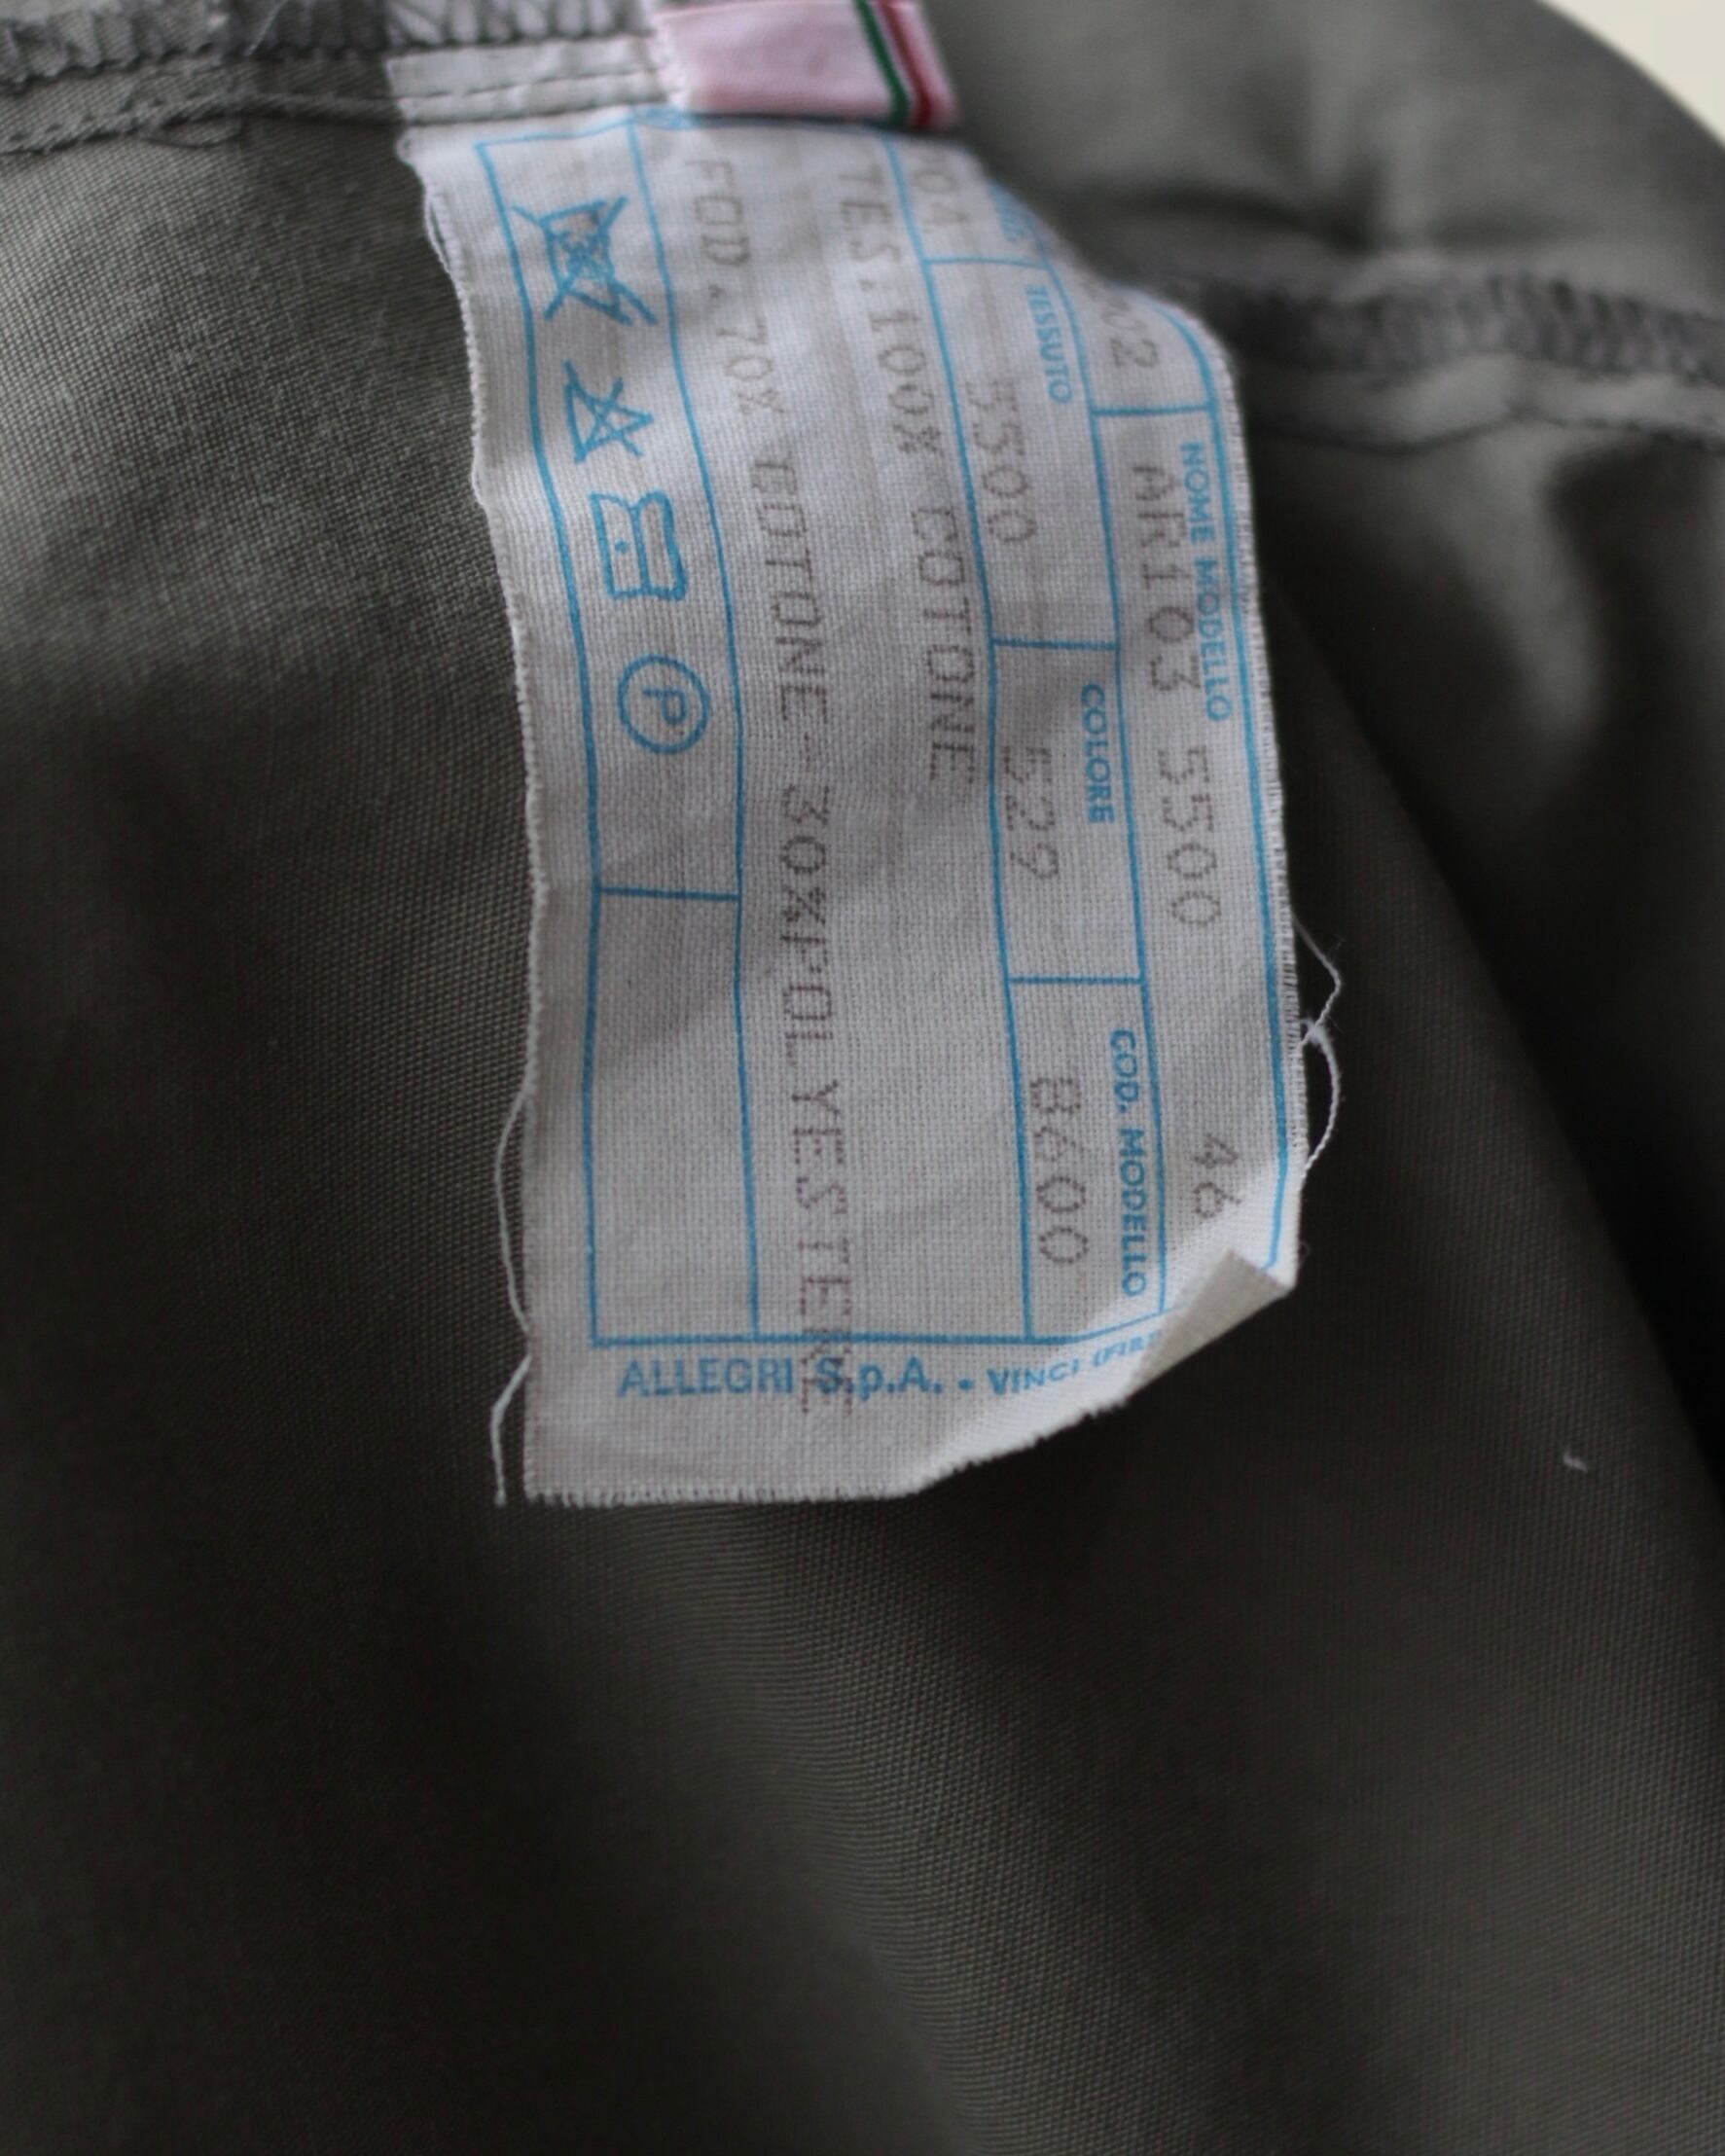 NOME MODELLO
MR103 5500 46
TESSUTO COLORE COD. MODELLO
5500 529 8600
TES.100% COTONE
FOD.70% COTONE-30%POLYESTERE
P
ALLEGRI S.p.A. - VINCI